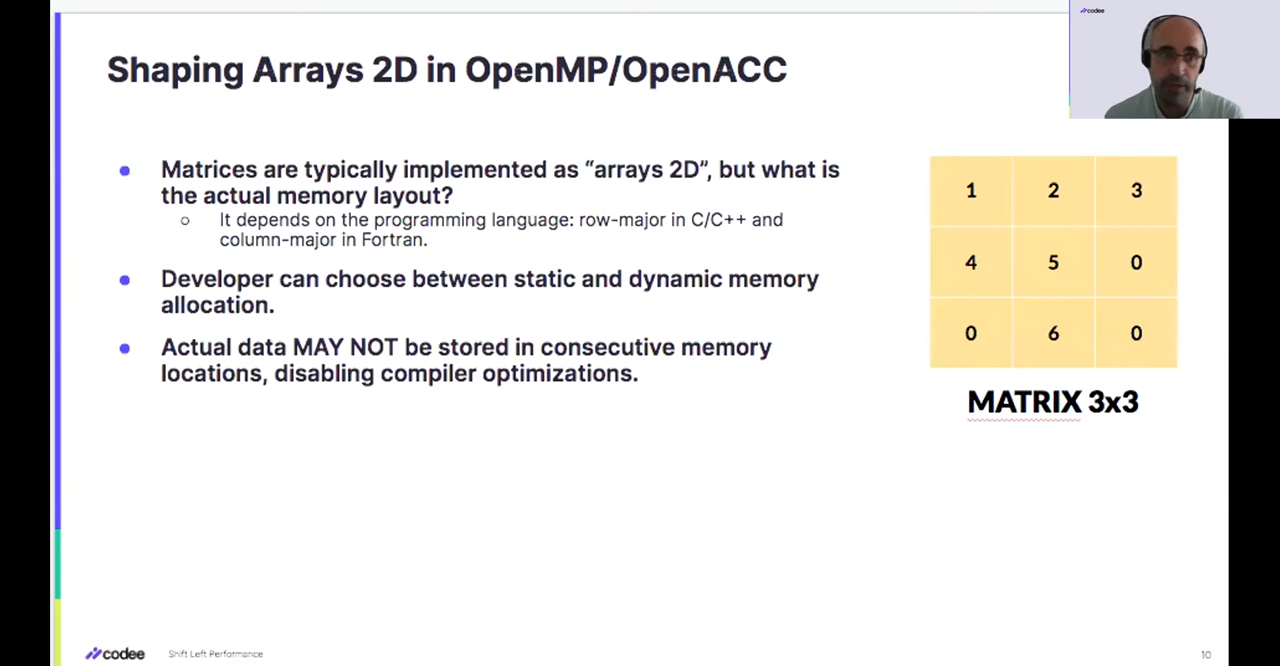 codee
Shaping Arrays 2D in OpenMP/OpenACC
Matrices are typically implemented as “arrays 2D”, but what is
the actual memory layout?
It depends on the programming language: row-major in C/C++ and
column-major in Fortran.
Developer can choose between static and dynamic memory
allocation.
Actual data MAY NOT be stored in consecutive memory
locations, disabling compiler optimizations.
1 2 3
4 5 0
0 6 0
MATRIX 3x3
codee Shift Left Performance 10